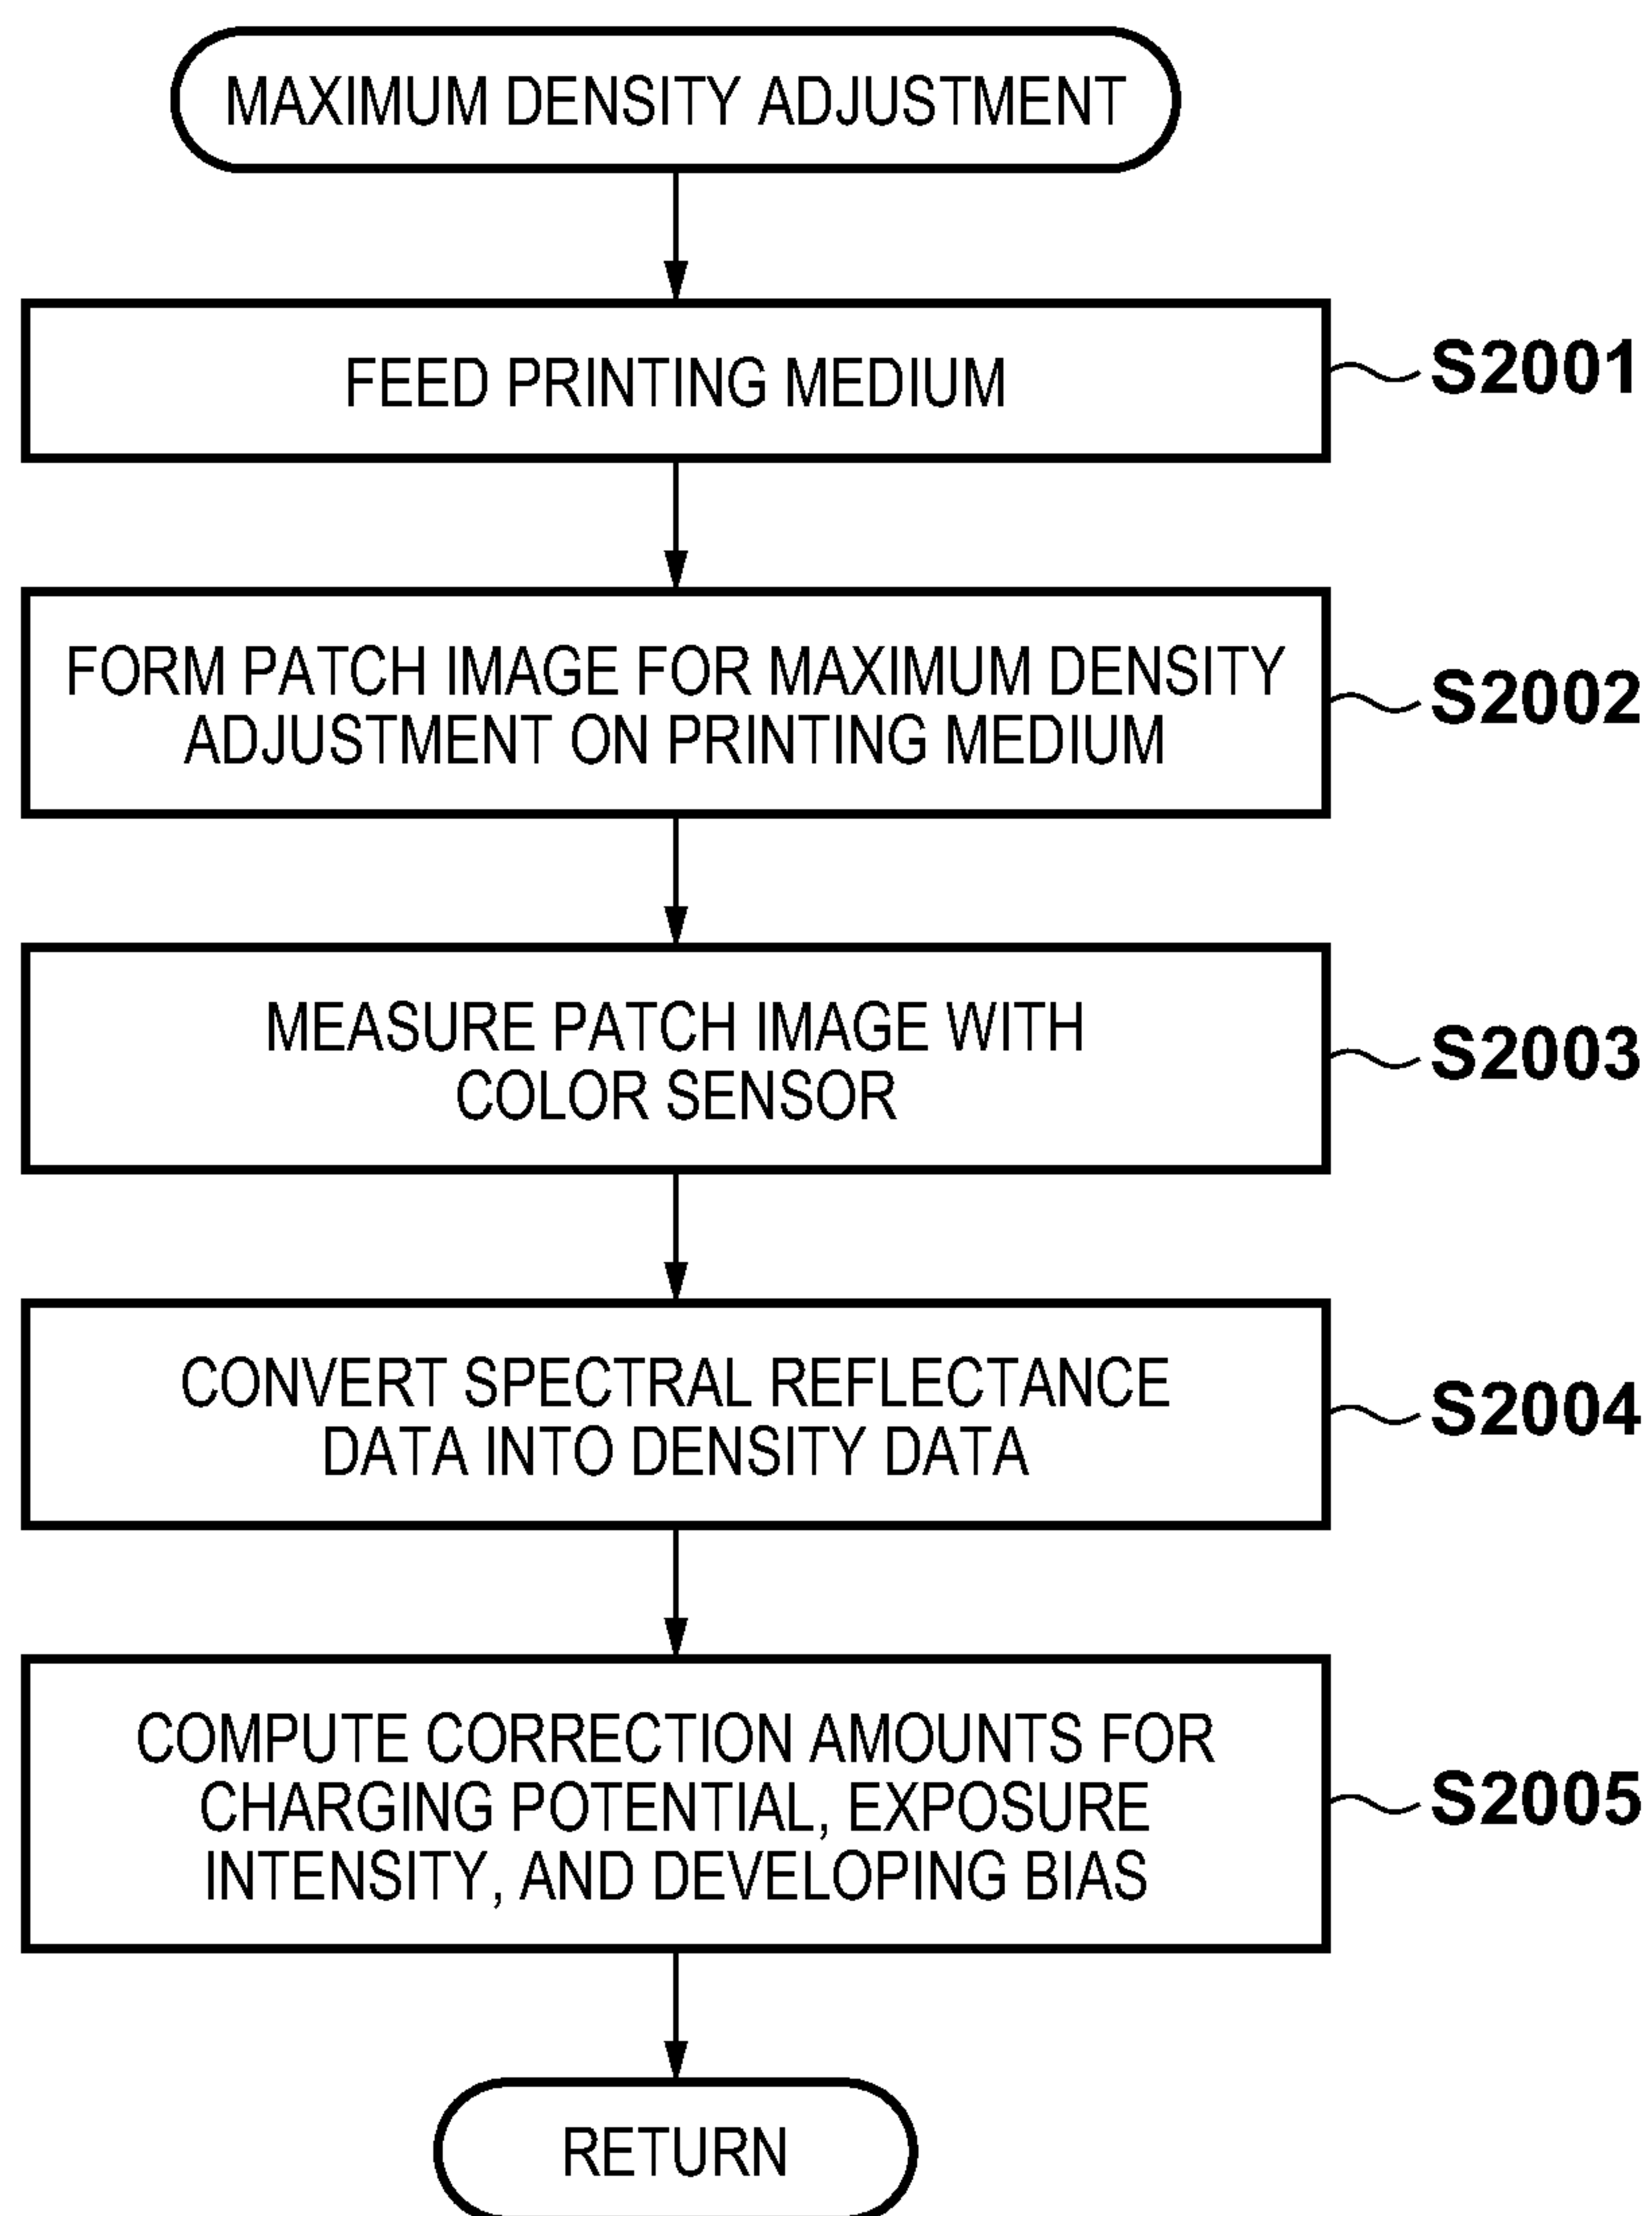 MAXIMUM DENSITY ADJUSTMENT
FEED PRINTING MEDIUM
S2001
FORM PATCH IMAGE FOR MAXIMUM DENSITY
ADJUSTMENT ON PRINTING MEDIUM
S2002
MEASURE PATCH IMAGE WITH
COLOR SENSOR
S2003
CONVERT SPECTRAL REFLECTANCE
DATA INTO DENSITY DATA
S2004
COMPUTE CORRECTION AMOUNTS FOR
CHARGING POTENTIAL, EXPOSURE
INTENSITY, AND DEVELOPING BIAS
S2005
RETURN